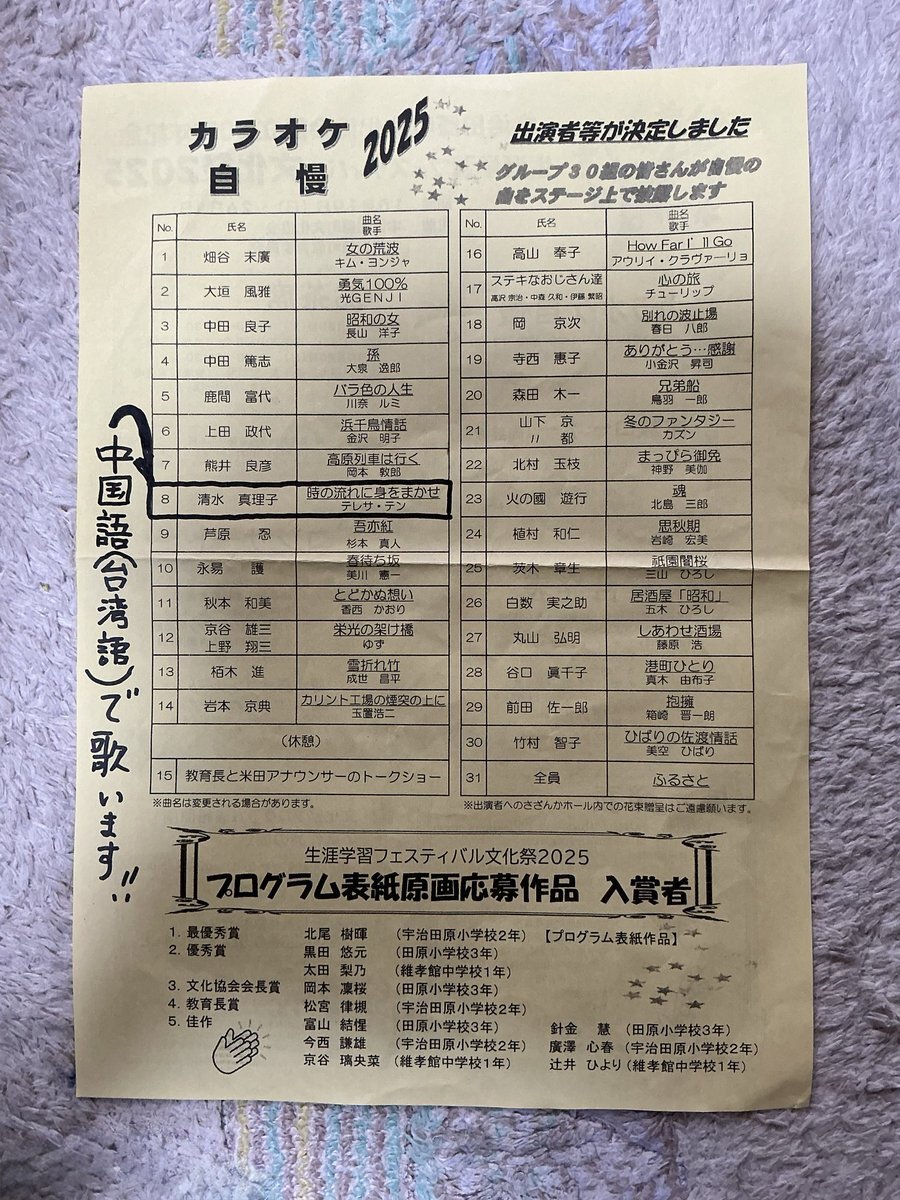 カラオケ
自慢
2025
出演者等が決定しました
グループ30組の皆さんが自慢の
曲をステージ上で披露します
No. 氏名 曲名
歌手
1 畑谷 末廣 女の荒波
キム・ヨンジャ
2 大垣 風雅 勇気100%
光GENJI
3 中田 良子 昭和の女
長山 洋子
4 中田 篤志 孫
大泉 逸郎
5 鹿間 富代 バラ色の人生
川奈 ルミ
6 上田 政代 浜千鳥情話
金沢 明子
7 熊井 良彦 高原列車は行く
岡本 敦郎
8 清水 真理子 時の流れに身をまかせ
テレサ・テン
9 芦原 忍 吾亦紅
杉本 真人
10 永易 護 春待ち坂
美川 憲一
11 秋本 和美 とどかぬ想い
香西 かおり
12 京谷 雄三 栄光の架け橋
上野 翔三 ゆず
13 栢木 進 雪折れ竹
成世 昌平
14 岩本 京典 カリント工場の煙突の上に
玉置浩二
(休憩)
15 教育長と米田アナウンサーのトークショー
※曲名は変更される場合があります。
No. 氏名 曲名
歌手
16 高山 奉子 How Far I'll Go
アウリィ・クラヴァーリョ
17 ステキなおじさん達 心の旅
高沢 宗治・中森 久和・伊藤 繁昭 チューリップ
18 岡 京次 別れの波止場
春日 八郎
19 寺西 惠子 ありがとう…感謝
小金沢 昇司
20 森田 木一 兄弟船
鳥羽 一郎
21 山下 京 冬のファンタジー
〃 都 カズン
22 北村 玉枝 まっぴら御免
神野 美伽
23 火の國 遊行 魂
北島 三郎
24 植村 和仁 思秋期
岩崎 宏美
25 茨木 章生 祇園闇桜
三山 ひろし
26 白数 実之助 居酒屋「昭和」
五木 ひろし
27 丸山 弘明 しあわせ酒場
藤原 浩
28 谷口 眞千子 港町ひとり
真木 由布子
29 前田 佐一郎 抱擁
箱崎 晋一朗
30 竹村 智子 ひばりの佐渡情話
美空 ひばり
31 全員 ふるさと
※出演者へのさざんかホール内での花束贈呈はご遠慮願います。
中国語(台湾語)で歌います!!
生涯学習フェスティバル文化祭2025
プログラム表紙原画応募作品 入賞者
1. 最優秀賞 北尾 樹暉 (宇治田原小学校2年) 【プログラム表紙作品】
2. 優秀賞 黒田 悠元 (田原小学校3年)
太田 梨乃 (維孝館中学校1年)
3. 文化協会会長賞 岡本 凜桜 (田原小学校3年)
4. 教育長賞 松宮 律槻 (宇治田原小学校2年)
5. 佳作 富山 結惺 (田原小学校3年) 針金 慧 (田原小学校3年)
今西 謙雄 (宇治田原小学校2年) 廣澤 心春 (宇治田原小学校2年)
京谷 璃央菜 (維孝館中学校1年) 辻井 ひより (維孝館中学校1年)